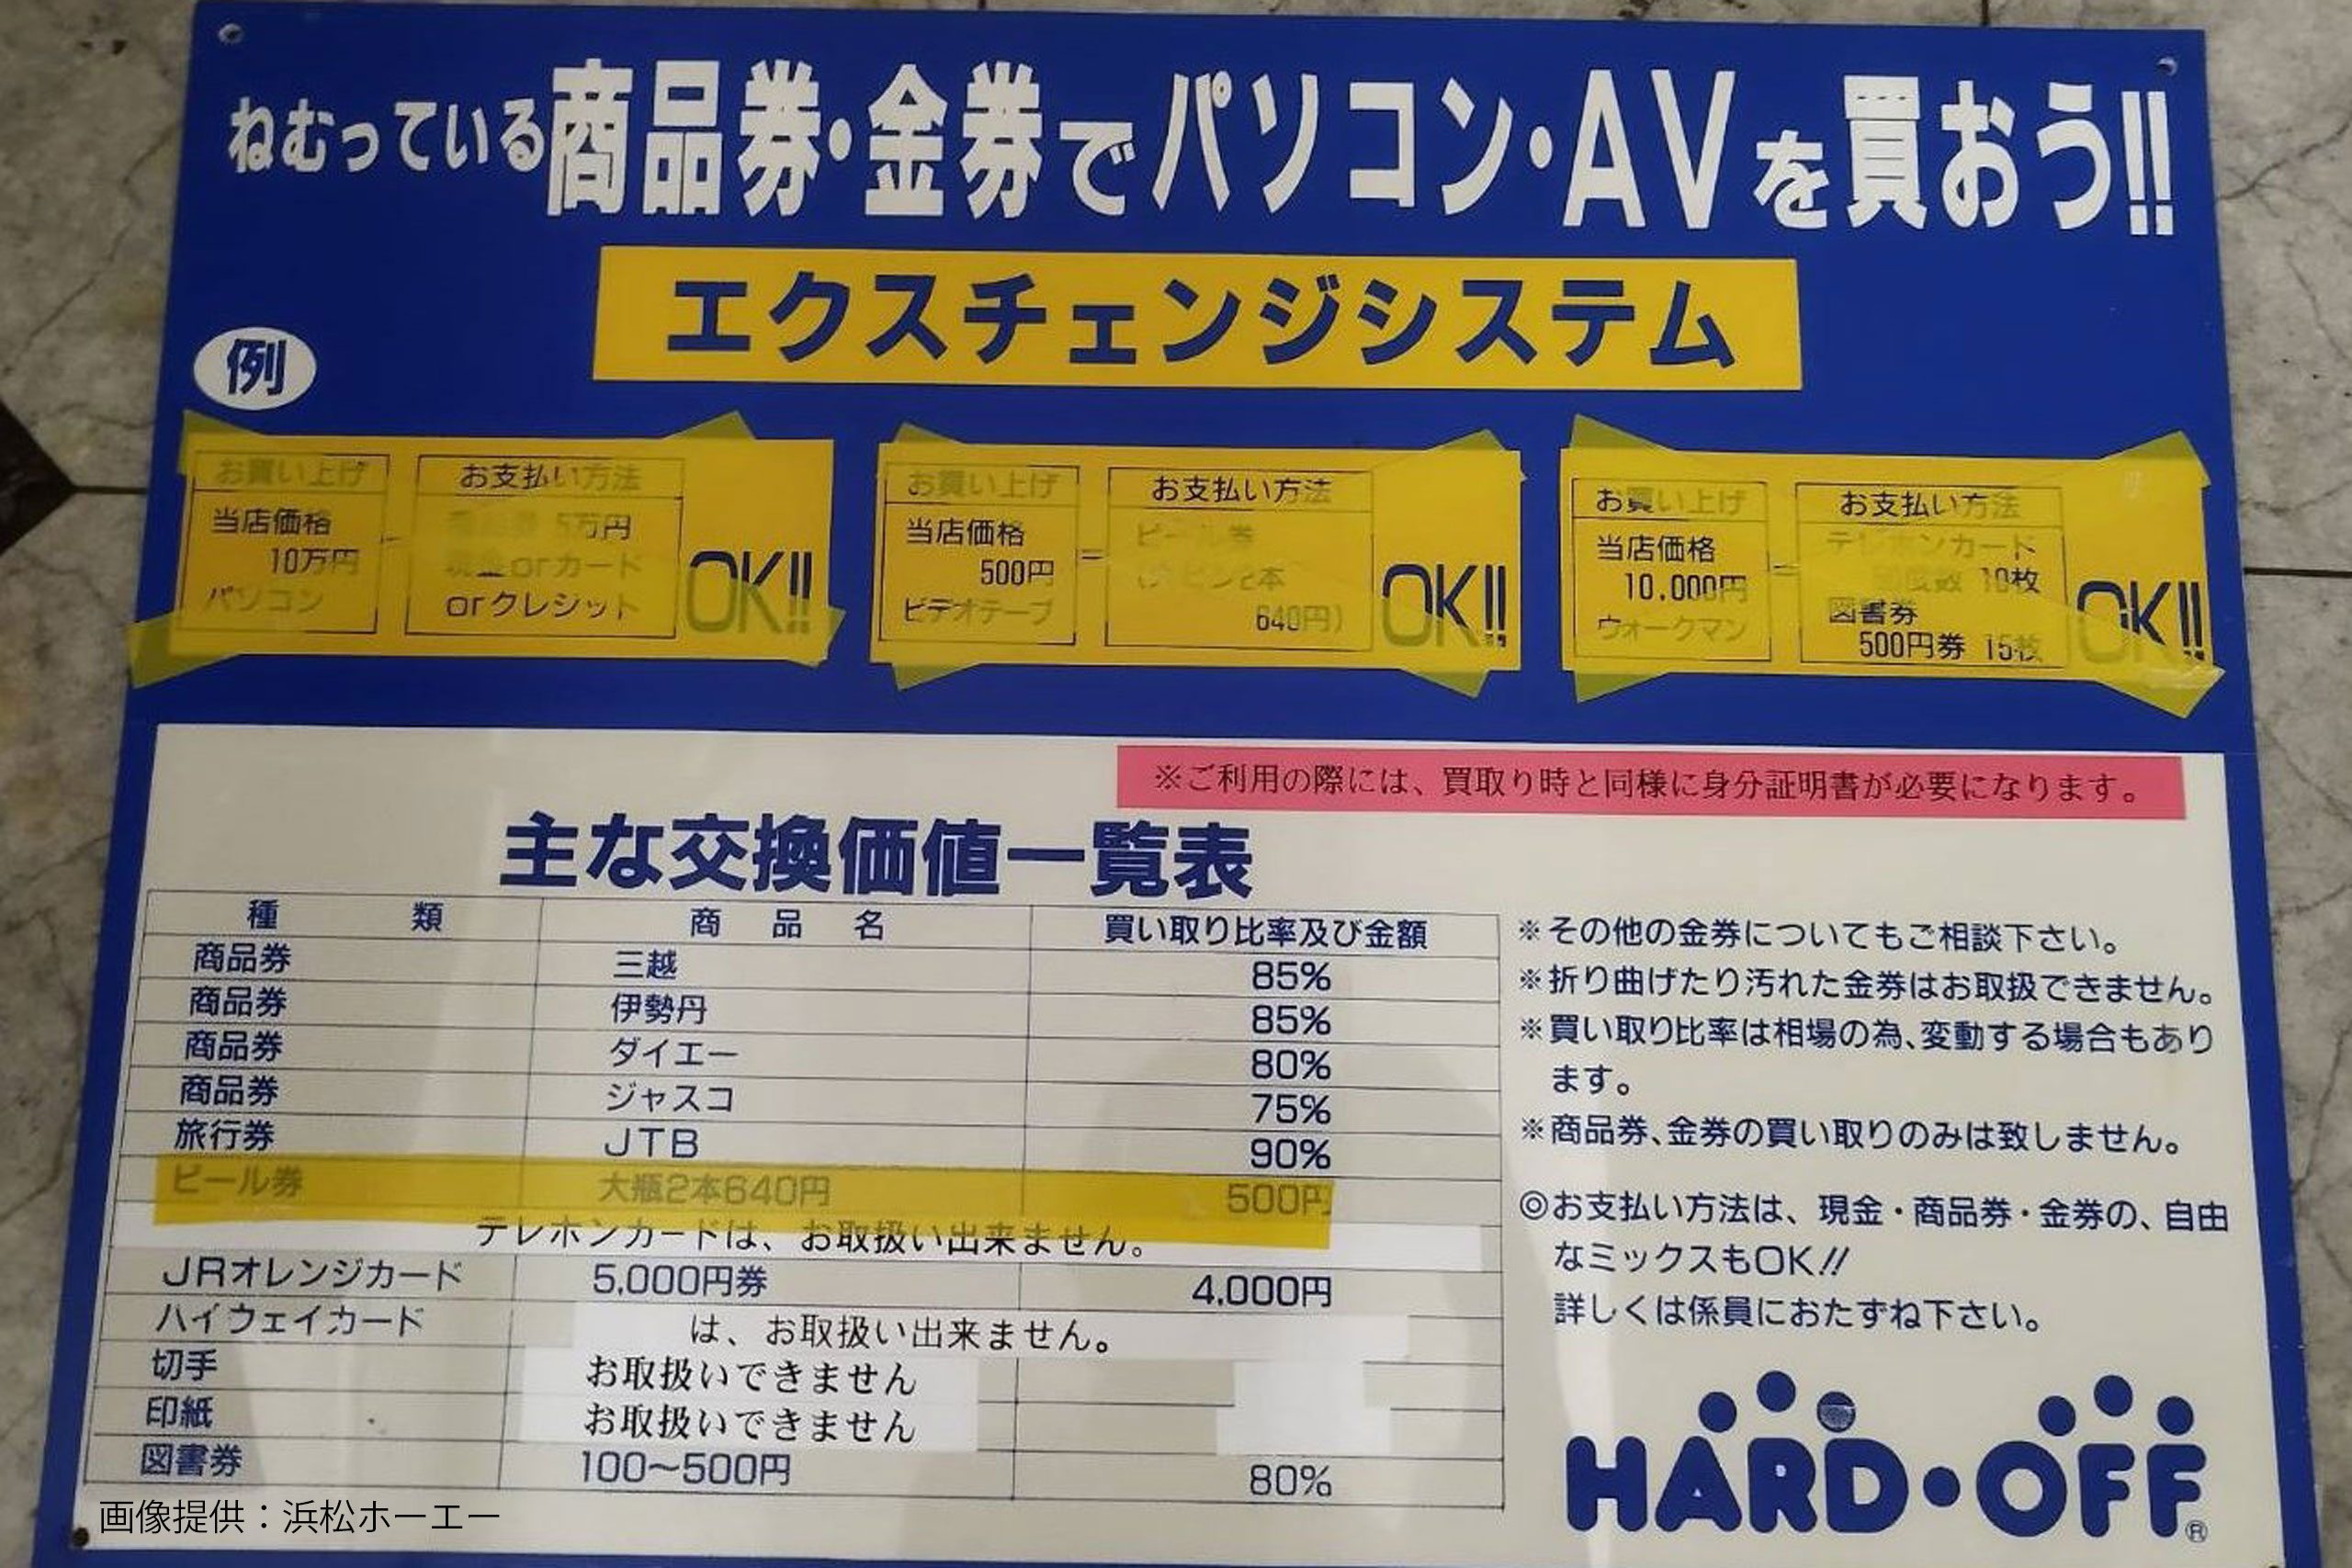 ねむっている商品券・金券でパソコン・AVを買おう!!
エクスチェンジシステム
例
お買い上げ
当店価格
10万円
パソコン
お支払い方法
5万円
現金orカード
orクレジット
OK!!
お買い上げ
当店価格
500円
ビデオテープ
=
お支払い方法
ビール券
640円)
OK!!
お買い上げ
当店価格
10,000円
ウォークマン
=
お支払い方法
テレホンカード
10枚
図書券
500円券 15枚
OK!!
※ご利用の際には、買取り時と同様に身分証明書が必要になります。
主な交換価値一覧表
種 類 商 品 名 買い取り比率及び金額
商品券 三越 85%
商品券 伊勢丹 85%
商品券 ダイエー 80%
商品券 ジャスコ 75%
旅行券 JTB 90%
ビール券 大瓶2本640円 500円
テレホンカードは、お取扱い出来ません。
JRオレンジカード 5,000円券 4,000円
ハイウェイカード は、お取扱い出来ません。
切手 お取扱いできません
印紙 お取扱いできません
図書券 100〜500円 80%
※その他の金券についてもご相談下さい。
※折り曲げたり汚れた金券はお取扱できません。
※買い取り比率は相場の為、変動する場合もあり
ます。
※商品券、金券の買い取りのみは致しません。
◎お支払い方法は、現金・商品券・金券の、自由
なミックスもOK!!
詳しくは係員におたずね下さい。
HARD・OFF®
画像提供：浜松ホーエー